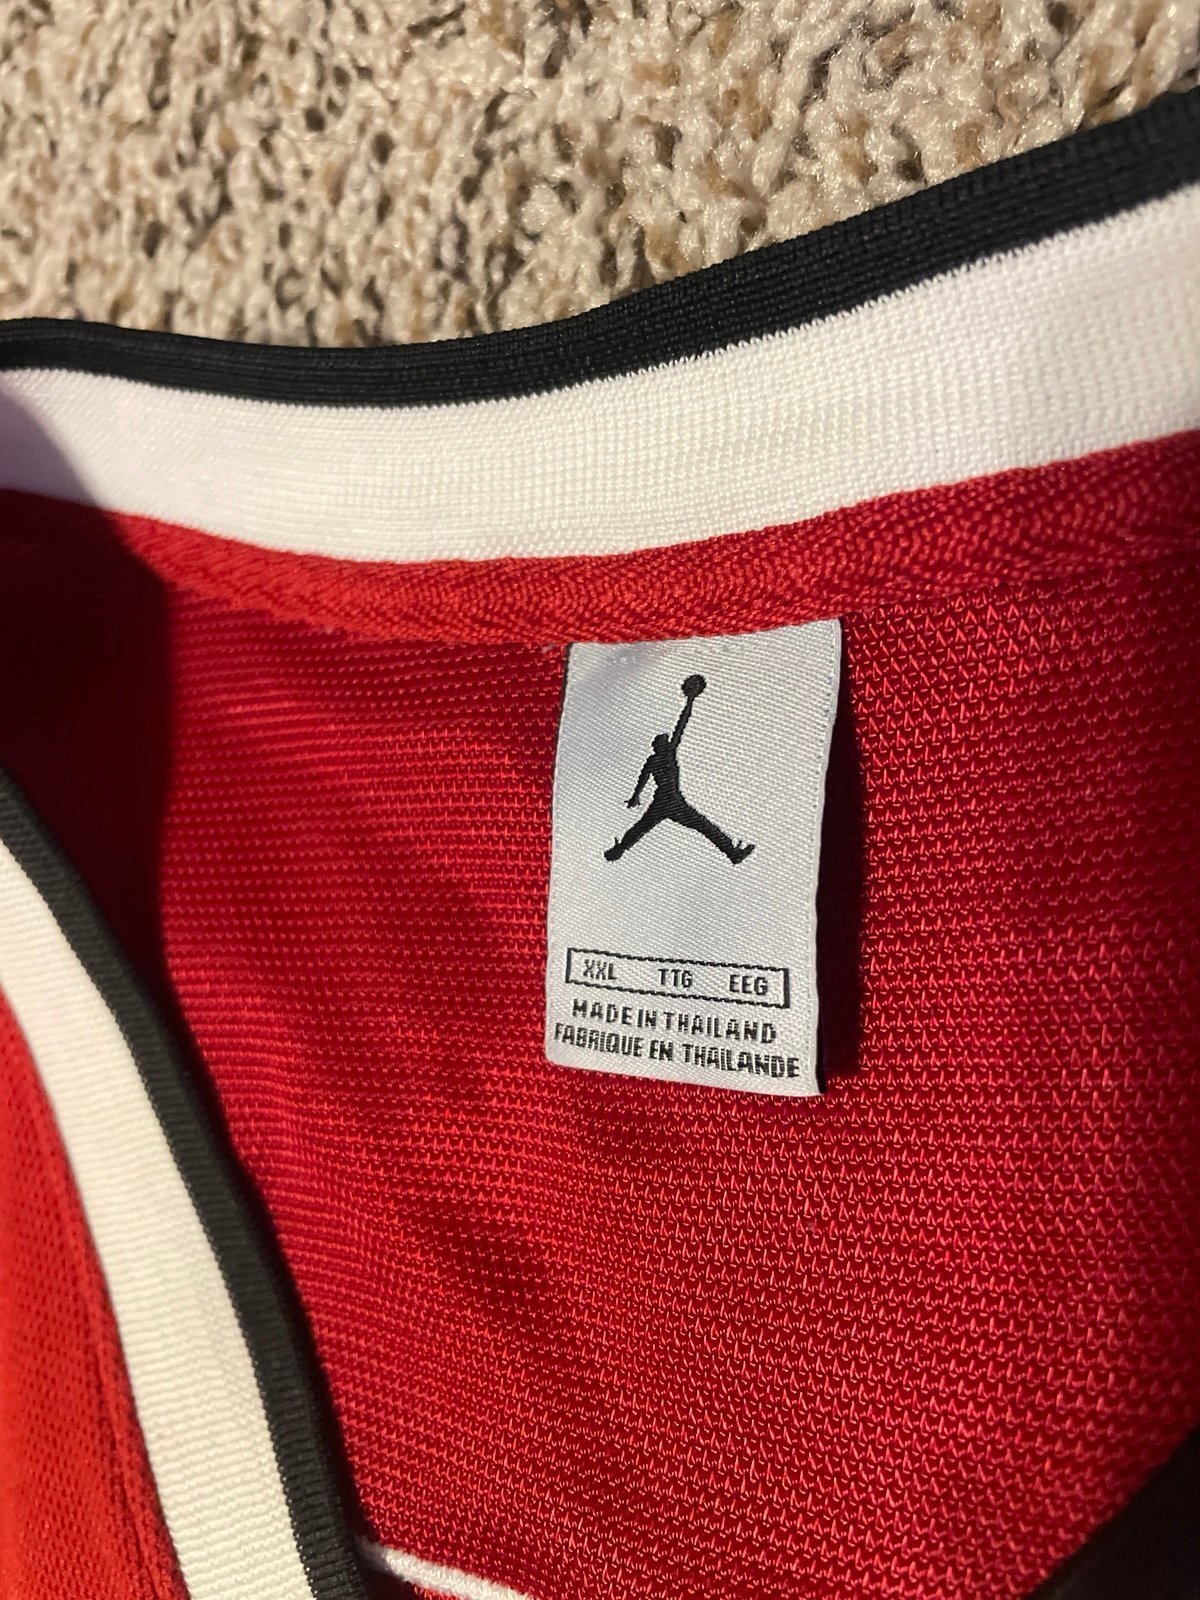 XXL TTG EEG
MADE IN THAILAND
FABRIQUE EN THAILANDE